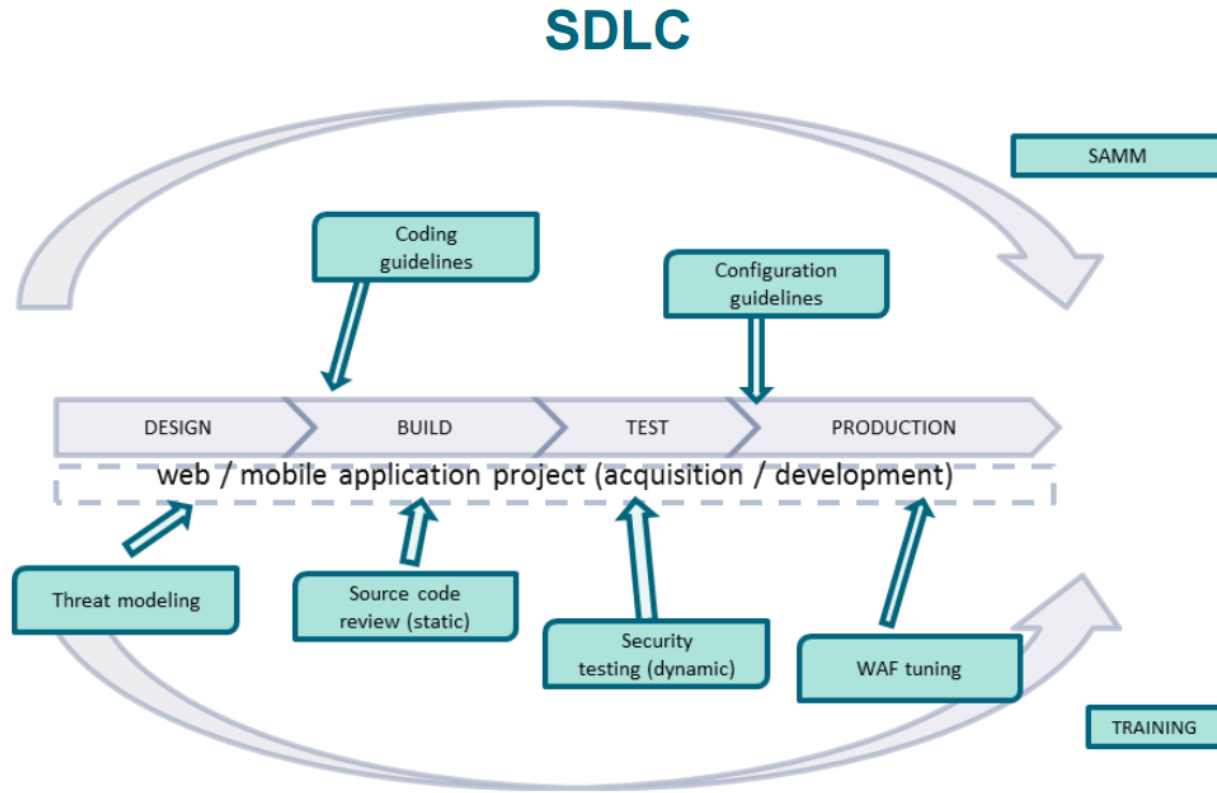 SDLC
SAMM
Coding
guidelines
Configuration
guidelines
DESIGN
BUILD
TEST
PRODUCTION
web / mobile application project (acquisition / development)
Threat modeling
Source code
review (static)
Security
testing (dynamic)
WAF tuning
TRAINING